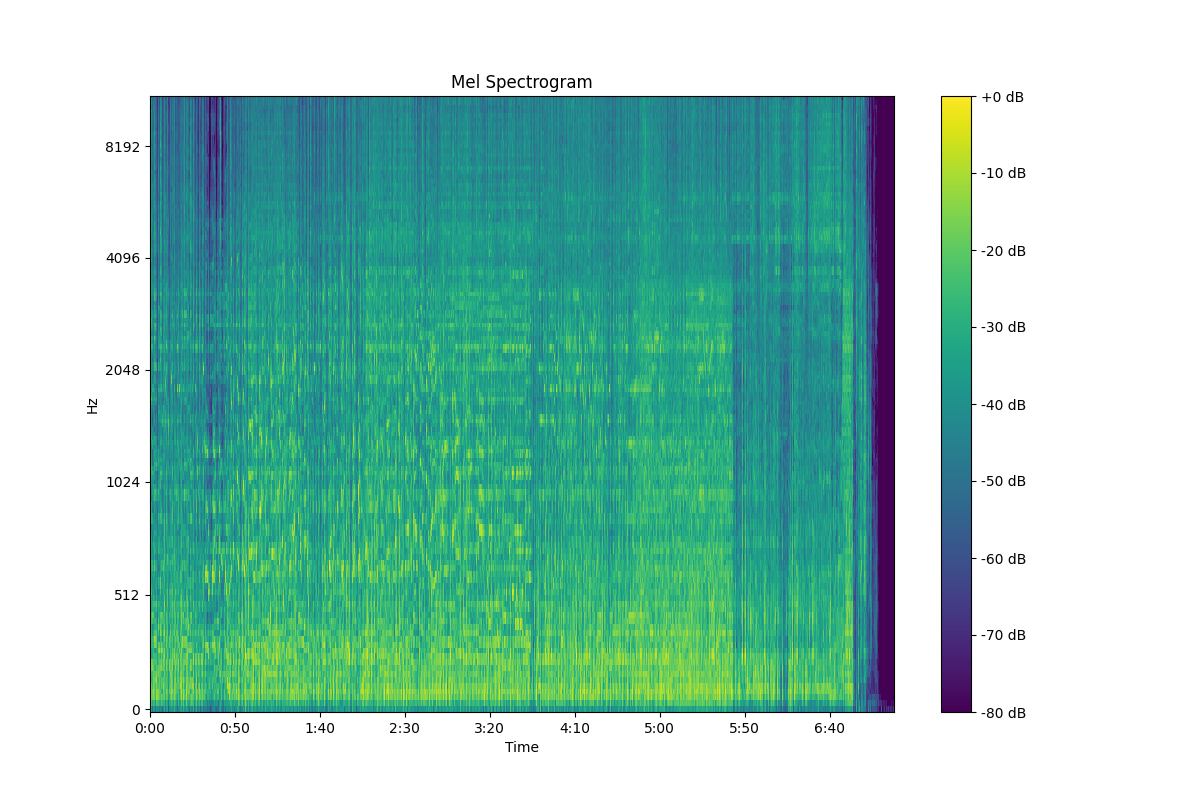 Mel Spectrogram
+0 dB
8192
-10 dB
-20 dB
4096
-30 dB
2048
-40 dB
Hz
1024
-50 dB
-60 dB
512
-70 dB
0
-80 dB
0:00 0:50 1:40 2:30 3:20 4:10 5:00 5:50 6:40
Time